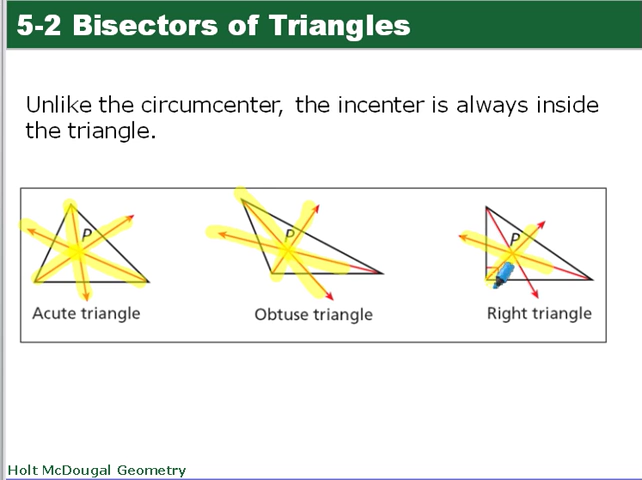 5-2 Bisectors of Triangles
Unlike the circumcenter, the incenter is always inside
the triangle.
P
P
P
Acute triangle
Obtuse triangle
Right triangle
Holt McDougal Geometry